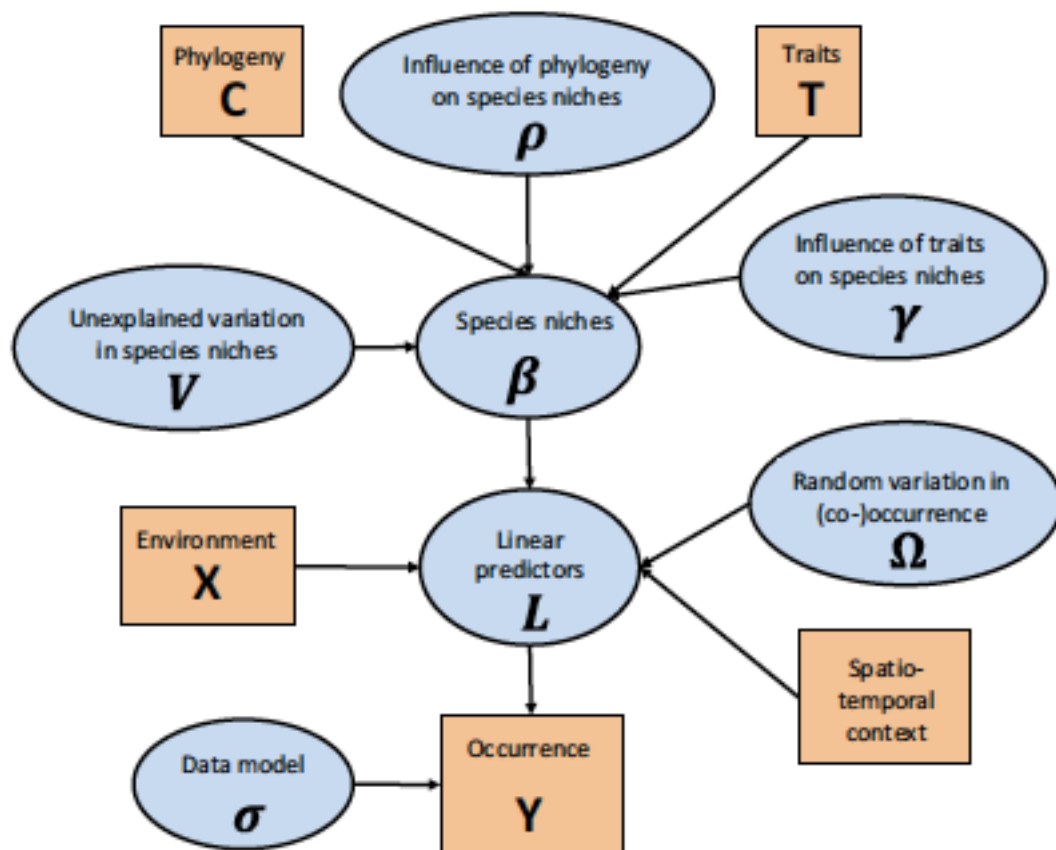 Phylogeny
C
Influence of phylogeny
on species niches
ρ
Traits
T
Influence of traits
on species niches
γ
Unexplained variation
in species niches
V
Species niches
β
Random variation in
(co-)occurrence
Ω
Environment
X
Linear
predictors
L
Spatio-
temporal
context
Data model
σ
Occurrence
Y